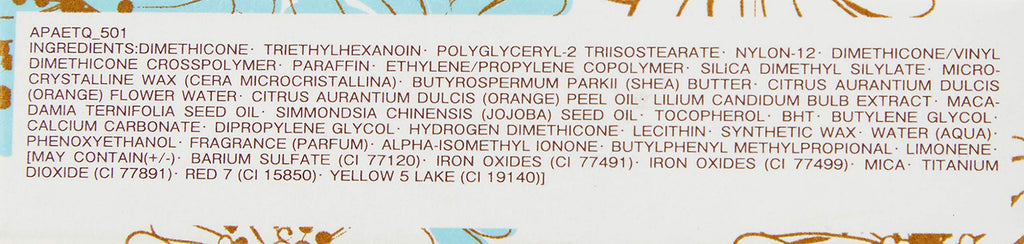 APAETQ_501
INGREDIENTS:DIMETHICONE· TRIETHYLHEXANOIN· POLYGLYCERYL-2 TRIISOSTEARATE· NYLON-12· DIMETHICONE/VINYL
DIMETHICONE CROSSPOLYMER· PARAFFIN· ETHYLENE/PROPYLENE COPOLYMER· SILICA DIMETHYL SILYLATE· MICRO-
CRYSTALLINE WAX (CERA MICROCRISTALLINA)· BUTYROSPERMUM PARKII (SHEA) BUTTER· CITRUS AURANTIUM DULCIS
(ORANGE) FLOWER WATER· CITRUS AURANTIUM DULCIS (ORANGE) PEEL OIL· LILIUM CANDIDUM BULB EXTRACT· MACA-
DAMIA TERNIFOLIA SEED OIL· SIMMONDSIA CHINENSIS (JOJOBA) SEED OIL· TOCOPHEROL· BHT· BUTYLENE GLYCOL·
CALCIUM CARBONATE· DIPROPYLENE GLYCOL· HYDROGEN DIMETHICONE· LECITHIN· SYNTHETIC WAX· WATER (AQUA)·
PHENOXYETHANOL· FRAGRANCE (PARFUM)· ALPHA-ISOMETHYL IONONE· BUTYLPHENYL METHYLPROPIONAL· LIMONENE·
[MAY CONTAIN(+/-)· BARIUM SULFATE (CI 77120)· IRON OXIDES (CI 77491)· IRON OXIDES (CI 77499)· MICA· TITANIUM
DIOXIDE (CI 77891)· RED 7 (CI 15850)· YELLOW 5 LAKE (CI 19140)]